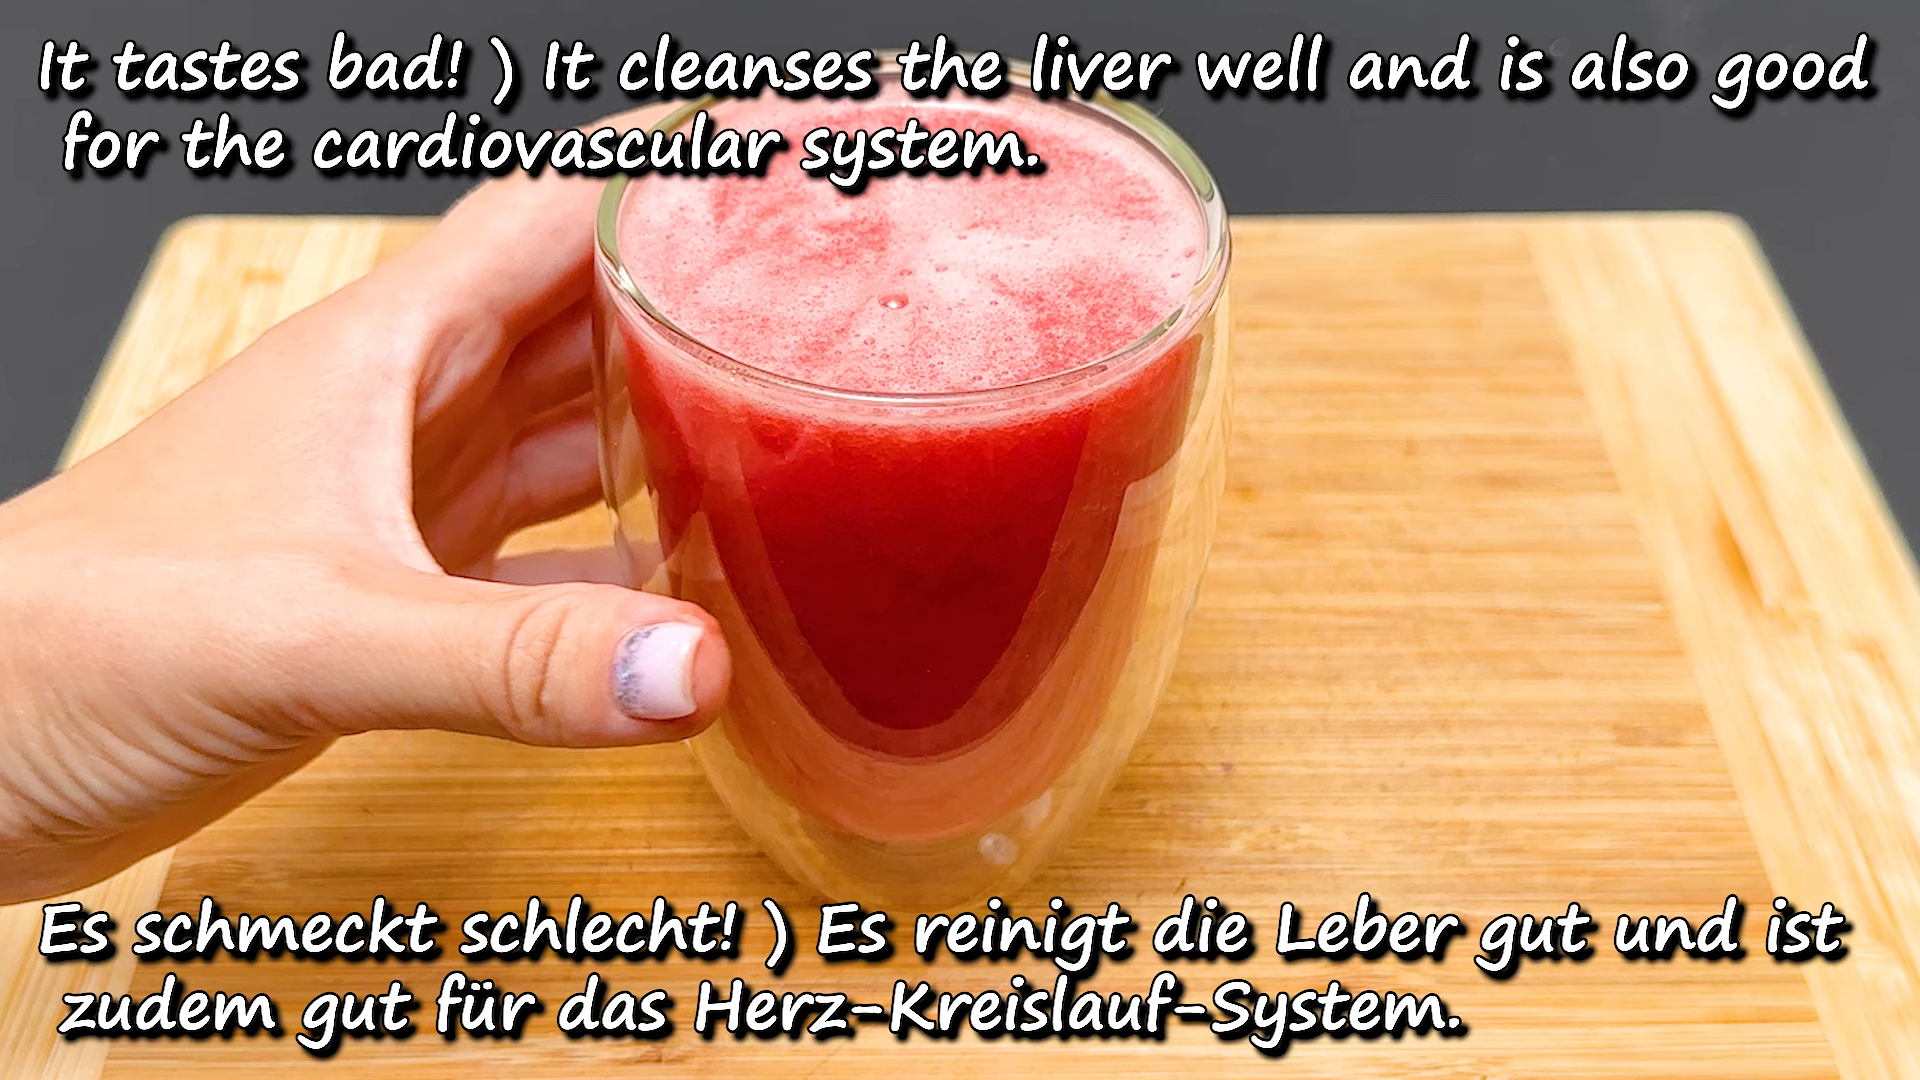 It tastes bad! ) It cleanses the liver well and is also good
for the cardiovascular system.
Es schmeckt schlecht! ) Es reinigt die Leber gut und ist
zudem gut für das Herz-Kreislauf-System.